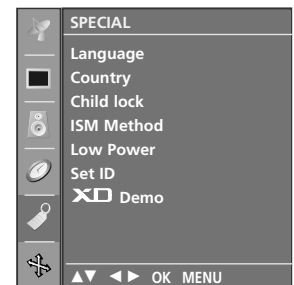 SPECIAL
Language
Country
Child lock
ISM Method
Low Power
Set ID
XD Demo
▲▼ ◄ ► OK MENU